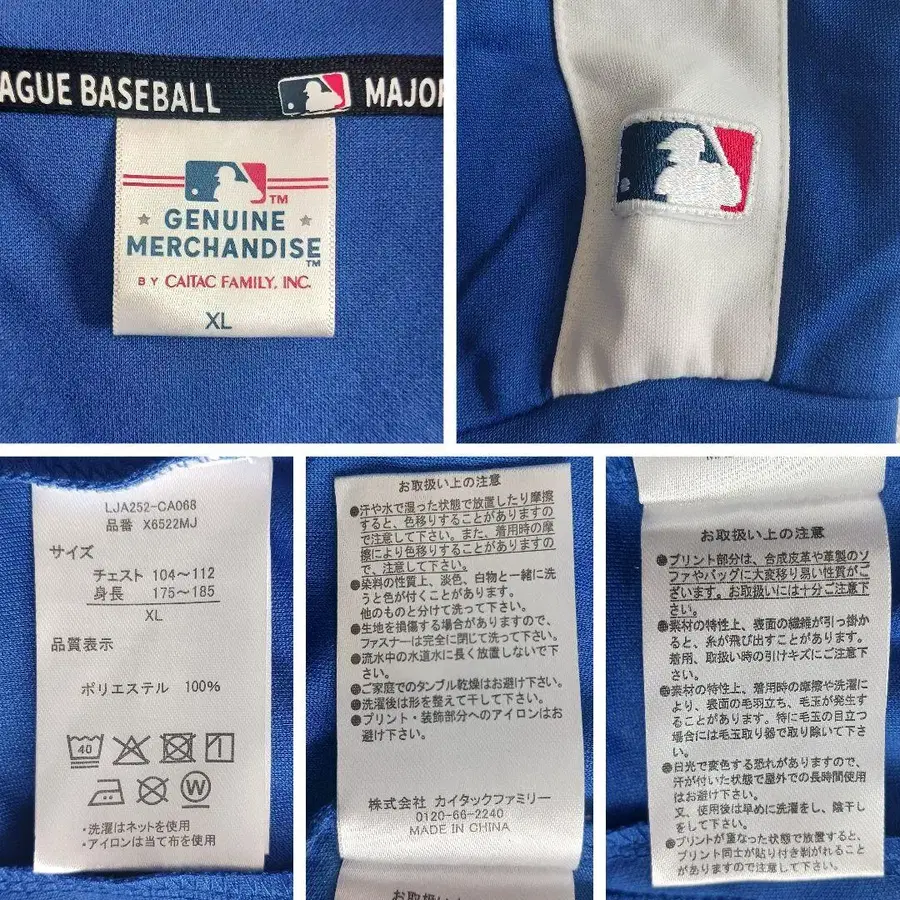 AGUE BASEBALL MAJOR
TM
GENUINE
MERCHANDISE
TM
BY CAITAC FAMILY, INC.
XL
LJA252-CA068
品番 X6522MJ
サイズ
チェスト 104~112
身長 175~185
XL
品質表示
ポリエステル 100%
40
W
・洗濯はネットを使用
・アイロンは当て布を使用
お取扱い上の注意
●汗や水で湿った状態で放置したり摩擦
すると、色移りすることがありますの
で注意して下さい。また、着用時の摩
擦により色移りすることがありますの
で、注意して下さい。
●染料の性質上、淡色、白物と一緒に洗
うと色が付くことがあります。
他のものと分けて洗って下さい。
●生地を損傷する場合がありますので、
ファスナーは完全に閉じて洗って下さい。
●流水中の水道水に長く放置しないで下
さい。
●ご家庭でのタンブル乾燥はお避け下さい。
●洗濯後は形を整えて干して下さい。
●プリント・装飾部分へのアイロンはお
避け下さい。
株式会社 カイタックファミリー
0120-66-2240
MADE IN CHINA
お取扱い上の注意
お取扱い上の注意
●プリント部分は、合成皮革や革製のソ
ファやバッグに大変移り易い性質がご
ざいます。お取扱いには十分ご注意下
さい。
●素材の特性上、表面の繊維が引っ掛か
ると、糸が飛び出すことがあります。
着用、取扱い時の引けキズにご注意下
さい。
●素材の特性上、着用時の摩擦や洗濯に
より、表面の毛羽立ち、毛玉が発生す
ることがあります。特に毛玉の目立つ
場合には毛玉取り器で取り除いて下さ
い。
●日光で変色する恐れがありますので、
汗が付いた状態で屋外での長時間使用
はお避け下さい。
又、使用後は早めに洗濯をし、陰干し
をして下さい。
●プリントが重なった状態で放置すると、
プリント同士が貼り付き剥がれること
がありますので注意して下さい。